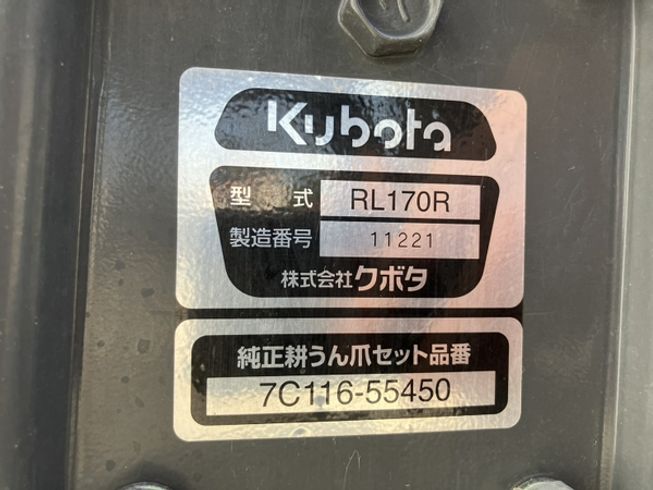 Kubota
型式 RL170R
製造番号 11221
株式会社クボタ
純正耕うん爪セット品番
7C116-55450